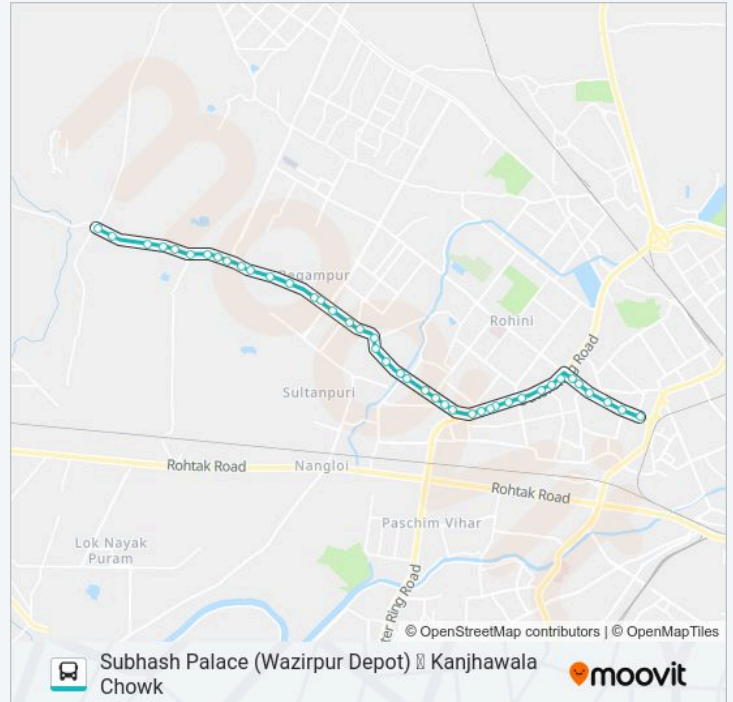 Begampur
Rohini
Ring Road
Sultanpuri
Rohtak Road
Nangloi
Rohtak Road
Paschim Vihar
Lok Nayak
Puram
ter Ring Road
© OpenStreetMap contributors | © OpenMapTiles
Subhash Palace (Wazirpur Depot) Kanjhawala
Chowk
moovit